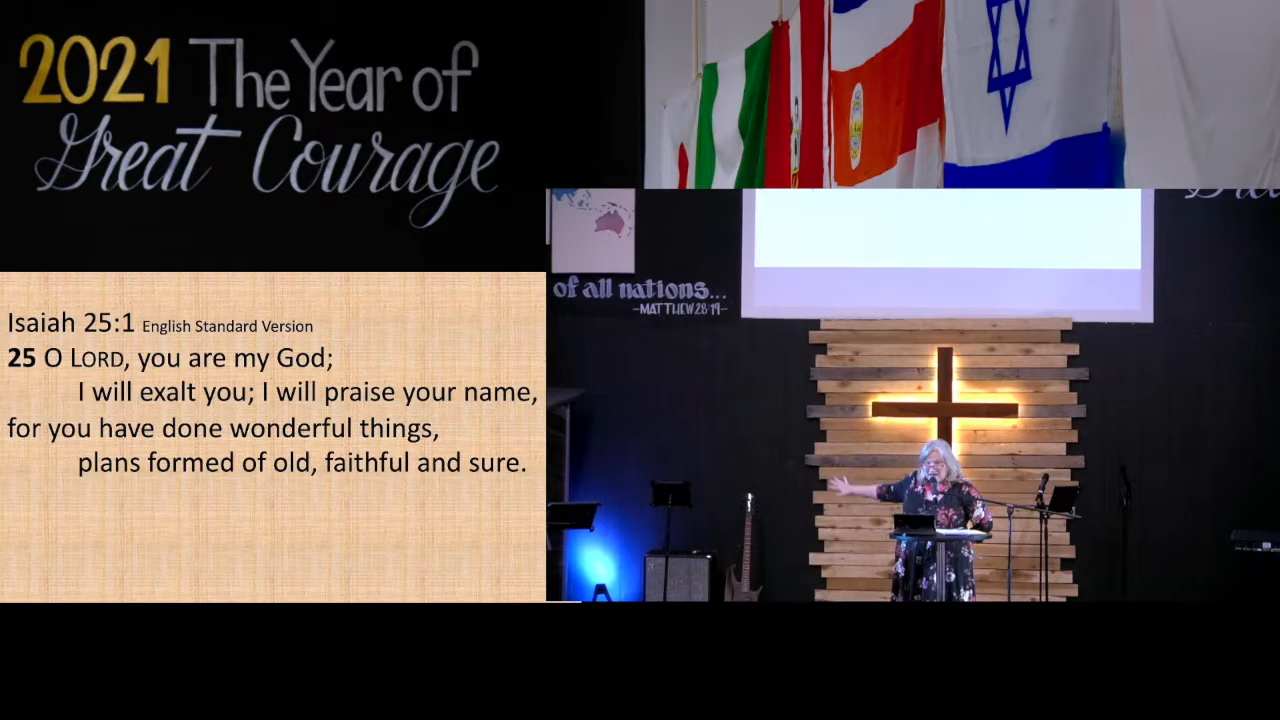 2021 The Year of
Great Courage
Isaiah 25:1 English Standard Version
25 O LORD, you are my God;
I will exalt you; I will praise your name,
for you have done wonderful things,
plans formed of old, faithful and sure.
of all nations...
-MATTHEW 28:19-